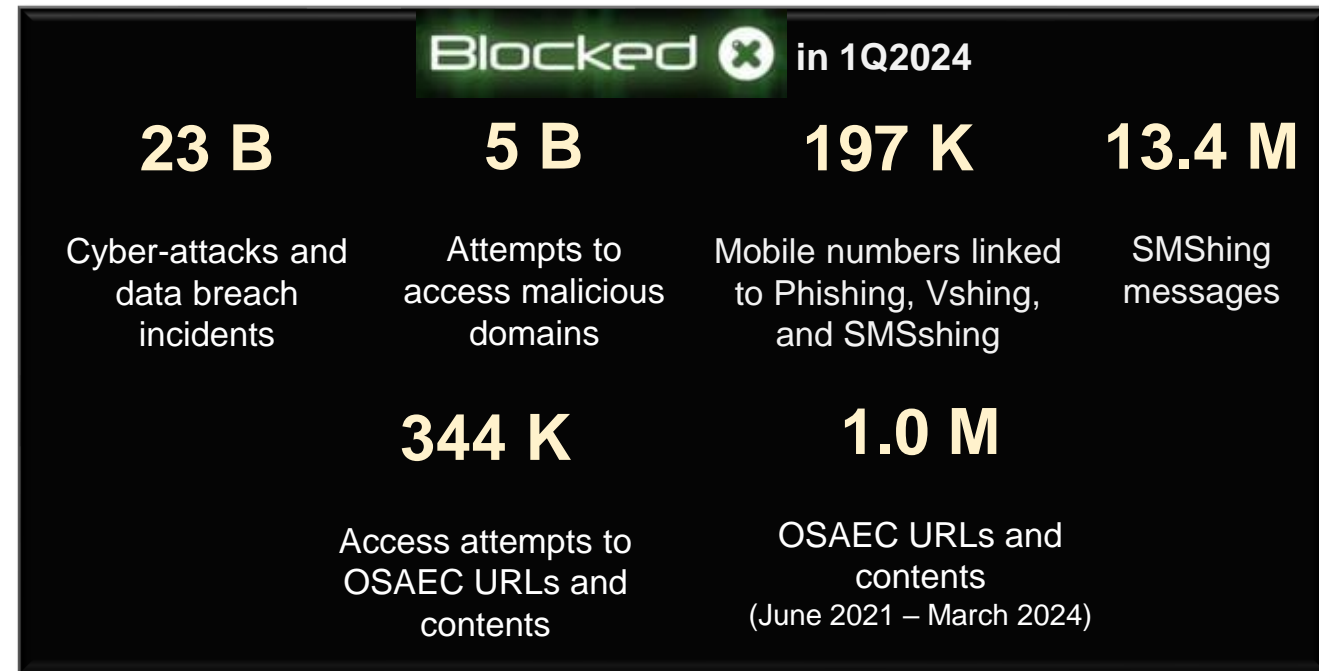 Blocked in 1Q2024
23 B
5 B
197 K
13.4 M
Cyber-attacks and
data breach
incidents
Attempts to
access malicious
domains
Mobile numbers linked
to Phishing, Vshing,
and SMSshing
SMShing
messages
344 K
1.0 M
Access attempts to
OSAEC URLs and
contents
OSAEC URLs and
contents
(June 2021 – March 2024)